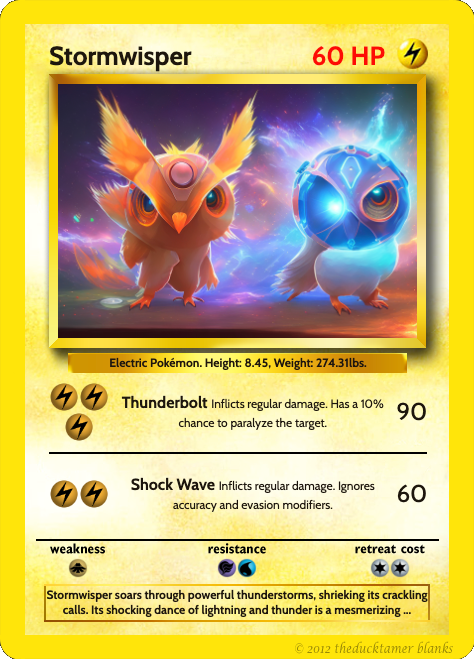 Stormwisper 60 HP
Electric Pokémon. Height: 8.45, Weight: 274.31lbs.
Thunderbolt Inflicts regular damage. Has a 10%
chance to paralyze the target.
90
Shock Wave Inflicts regular damage. Ignores
accuracy and evasion modifiers.
60
weakness resistance retreat cost
Stormwisper soars through powerful thunderstorms, shrieking its crackling
calls. Its shocking dance of lightning and thunder is a mesmerizing ...
© 2012 theducktamer blanks